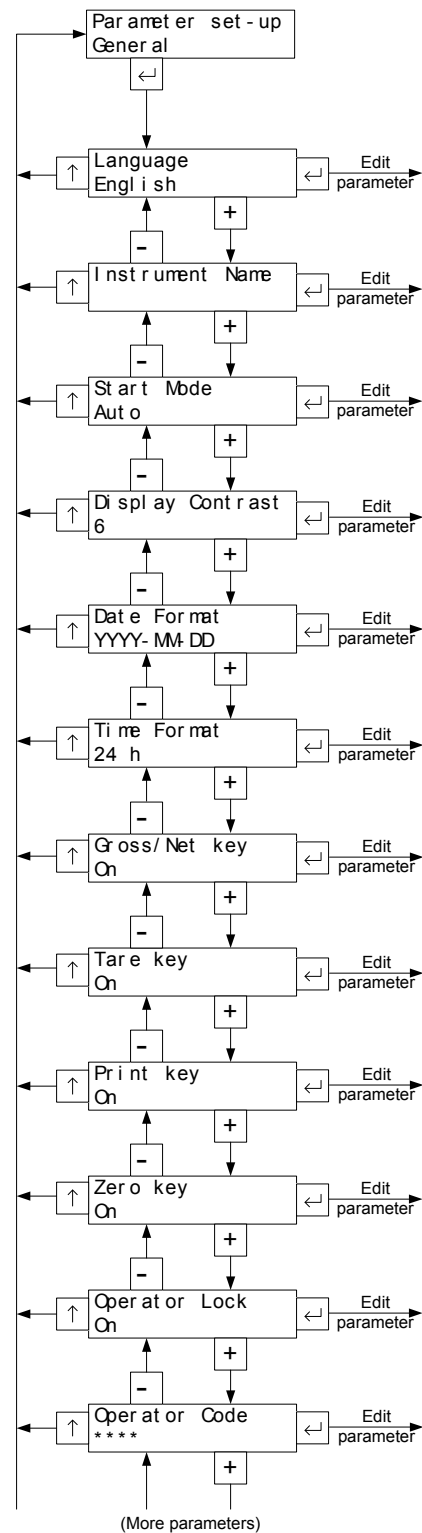 Parameter set-up
General
↵
↑
Language
English
↵
Edit
parameter
-
+
↑
Instrument Name
↵
Edit
parameter
-
+
↑
Start Mode
Auto
↵
Edit
parameter
-
+
↑
Display Contrast
6
↵
Edit
parameter
-
+
↑
Date Format
YYYY-MM-DD
↵
Edit
parameter
-
+
↑
Time Format
24 h
↵
Edit
parameter
-
+
↑
Gross/Net key
On
↵
Edit
parameter
-
+
↑
Tare key
On
↵
Edit
parameter
-
+
↑
Print key
On
↵
Edit
parameter
-
+
↑
Zero key
On
↵
Edit
parameter
-
+
↑
Operator Lock
On
↵
Edit
parameter
-
+
↑
Operator Code
****
↵
Edit
parameter
+
(More parameters)